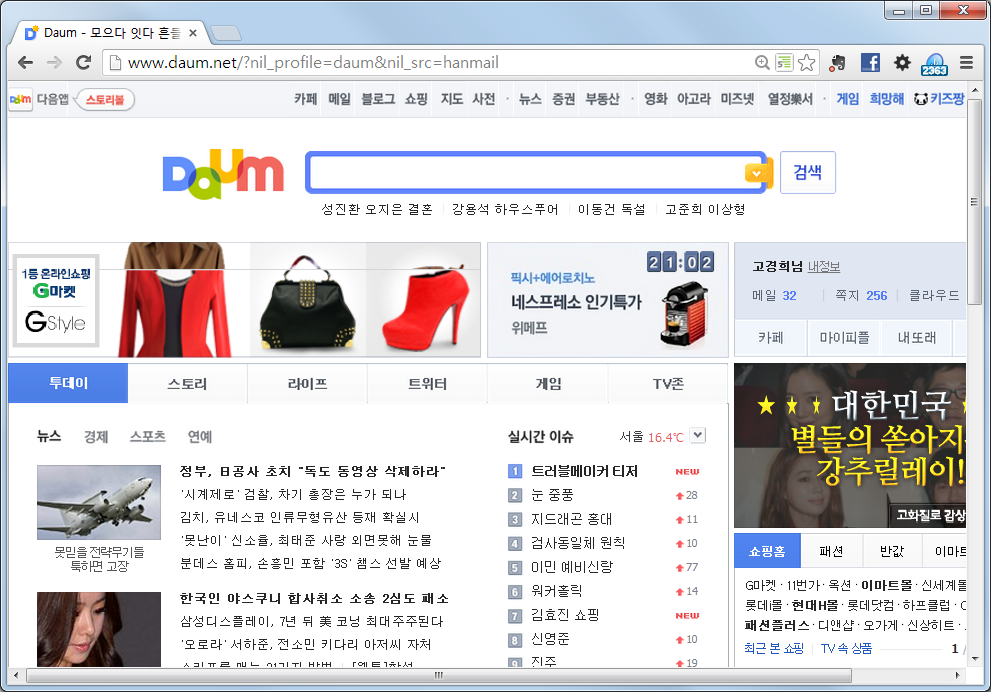 Daum - 모으다 잇다 흔들
www.daum.net/?nil_profile=daum&nil_src=hanmail
2363
Daum 다음앱 스토리볼
카페 메일 블로그 쇼핑 지도 사전 · 뉴스 증권 부동산 · 영화 아고라 미즈넷 열정樂서 · 게임 희망해 키즈짱
Daum
검색
성진환 오지은 결혼 강용석 하우스푸어 이동건 독설 고준희 이상형
1등 온라인쇼핑
G마켓
G Style
21:02
픽시+에어로치노
네스프레소 인기특가
위메프
고경희님 내정보
메일 32 쪽지 256 클라우드
카페 마이피플 내또래
투데이 스토리 라이프 트위터 게임 TV존
뉴스 경제 스포츠 연예
정부, 日공사 초치 "독도 동영상 삭제하라"
'시계제로' 검찰, 차기 총장은 누가 되나
김치, 유네스코 인류무형유산 등재 확실시
'못난이' 신소율, 최태준 사랑 외면못해 눈물
분데스 홈피, 손흥민 포함 '3S' 챔스 선발 예상
못믿을 전략무기들
툭하면 고장
한국인 야스쿠니 합사취소 소송 2심도 패소
삼성디스플레이, 7년 뒤 美 코닝 최대주주된다
'오로라' 서하준, 전소민 키다리 아저씨 자처
실시간 이슈 서울 16.4℃
1 트러블메이커 티저 NEW
2 눈 중풍 28
3 지드래곤 홍대 11
4 검사동일체 원칙 10
5 이민 예비신랑 77
6 워커홀릭 14
7 김효진 쇼핑 NEW
8 신영준 10
9 진주 19
대한민국
별들의 쏟아지
강추릴레이!
고화질로 감상
쇼핑홈 패션 반값 이마트
G마켓 · 11번가 · 옥션 · 이마트몰 · 신세계몰
롯데i몰 · 현대H몰 · 롯데닷컴 · 하프클럽 ·
패션플러스 · 디앤샵 · 오가게 · 신상히트 ·
최근 본 쇼핑 TV 속 상품 1 /